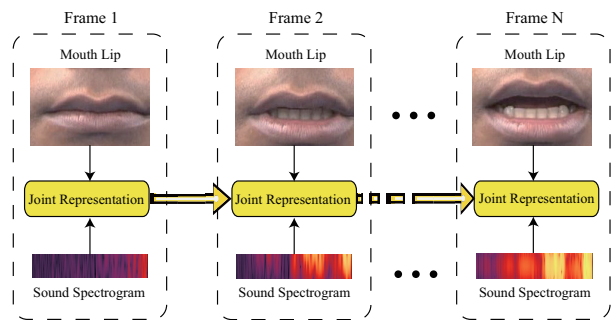 Frame 1
Frame 2
Frame N
Mouth Lip
Mouth Lip
Mouth Lip
Joint Representation
Joint Representation
Joint Representation
Sound Spectrogram
Sound Spectrogram
Sound Spectrogram